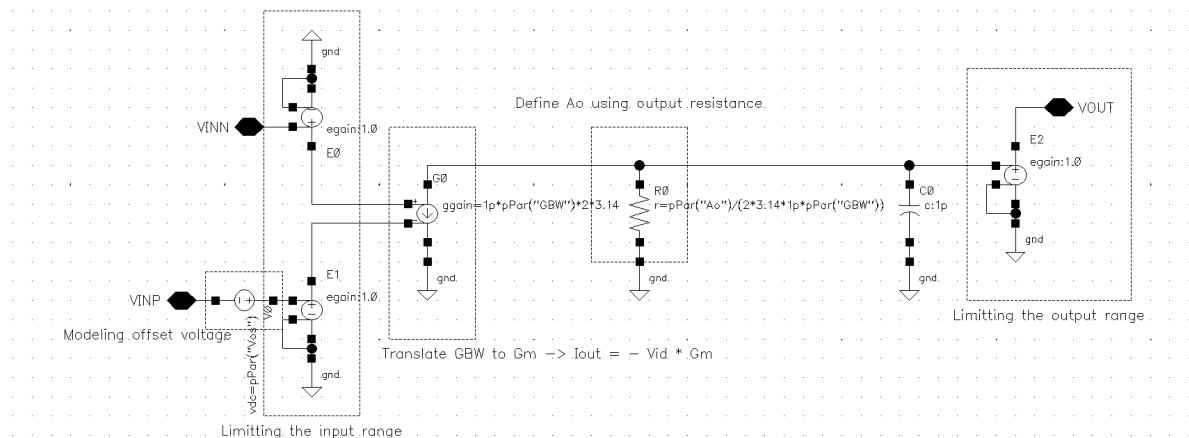 gnd
Define Ao using output resistance
VINN
egain:1.0
E0
VOUT
E2
egain:1.0
G0
ggain=1p*pPar("GBW")*2*3.14
R0
r=pPar("Ao")/(2*3.14*1p*pPar("GBW"))
C0
c:1p
gnd
gnd
gnd
gnd
E1
egain:1.0
VINP
V0
vdc=pPar("Vos")
Modeling offset voltage
gnd
Limitting the output range
Translate GBW to Gm -> Iout = - Vid * Gm
Limitting the input range